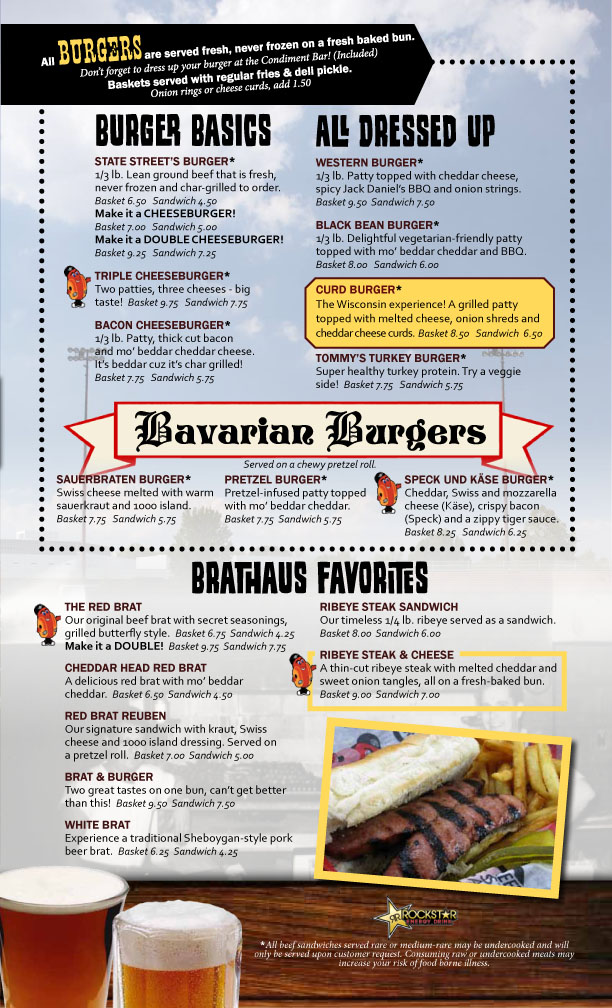 All BURGERS are served fresh, never frozen on a fresh baked bun.
Don't forget to dress up your burger at the Condiment Bar! (Included)
Baskets served with regular fries & deli pickle.
Onion rings or cheese curds, add 1.50
BURGER BASICS
STATE STREET'S BURGER*
1/3 lb. Lean ground beef that is fresh,
never frozen and char-grilled to order.
Basket 6.50 Sandwich 4.50
Make it a CHEESEBURGER!
Basket 7.00 Sandwich 5.00
Make it a DOUBLE CHEESEBURGER!
Basket 9.25 Sandwich 7.25
TRIPLE CHEESEBURGER*
Two patties, three cheeses - big
taste! Basket 9.75 Sandwich 7.75
BACON CHEESEBURGER*
1/3 lb. Patty, thick cut bacon
and mo' beddar cheddar cheese.
It's beddar cuz it's char grilled!
Basket 7.75 Sandwich 5.75
ALL DRESSED UP
WESTERN BURGER*
1/3 lb. Patty topped with cheddar cheese,
spicy Jack Daniel's BBQ and onion strings.
Basket 9.50 Sandwich 7.50
BLACK BEAN BURGER*
1/3 lb. Delightful vegetarian-friendly patty
topped with mo' beddar cheddar and BBQ.
Basket 8.00 Sandwich 6.00
CURD BURGER*
The Wisconsin experience! A grilled patty
topped with melted cheese, onion shreds and
cheddar cheese curds. Basket 8.50 Sandwich 6.50
TOMMY'S TURKEY BURGER*
Super healthy turkey protein. Try a veggie
side! Basket 7.75 Sandwich 5.75
Bavarian Burgers
Served on a chewy pretzel roll.
SAUERBRATEN BURGER*
Swiss cheese melted with warm
sauerkraut and 1000 island.
Basket 7.75 Sandwich 5.75
PRETZEL BURGER*
Pretzel-infused patty topped
with mo' beddar cheddar.
Basket 7.75 Sandwich 5.75
SPECK UND KÄSE BURGER*
Cheddar, Swiss and mozzarella
cheese (Käse), crispy bacon
(Speck) and a zippy tiger sauce.
Basket 8.25 Sandwich 6.25
BRATHAUS FAVORITES
THE RED BRAT
Our original beef brat with secret seasonings,
grilled butterfly style. Basket 6.75 Sandwich 4.25
Make it a DOUBLE! Basket 9.75 Sandwich 7.75
CHEDDAR HEAD RED BRAT
A delicious red brat with mo' beddar
cheddar. Basket 6.50 Sandwich 4.50
RED BRAT REUBEN
Our signature sandwich with kraut, Swiss
cheese and 1000 island dressing. Served on
a pretzel roll. Basket 7.00 Sandwich 5.00
BRAT & BURGER
Two great tastes on one bun, can't get better
than this! Basket 9.50 Sandwich 7.50
WHITE BRAT
Experience a traditional Sheboygan-style pork
beer brat. Basket 6.25 Sandwich 4.25
RIBEYE STEAK SANDWICH
Our timeless 1/4 lb. ribeye served as a sandwich.
Basket 8.00 Sandwich 6.00
RIBEYE STEAK & CHEESE
A thin-cut ribeye steak with melted cheddar and
sweet onion tangles, all on a fresh-baked bun.
Basket 9.00 Sandwich 7.00
ROCKSTAR
ENERGY DRINK
*All beef sandwiches served rare or medium-rare may be undercooked and will
only be served upon customer request. Consuming raw or undercooked meats may
increase your risk of food borne illness.